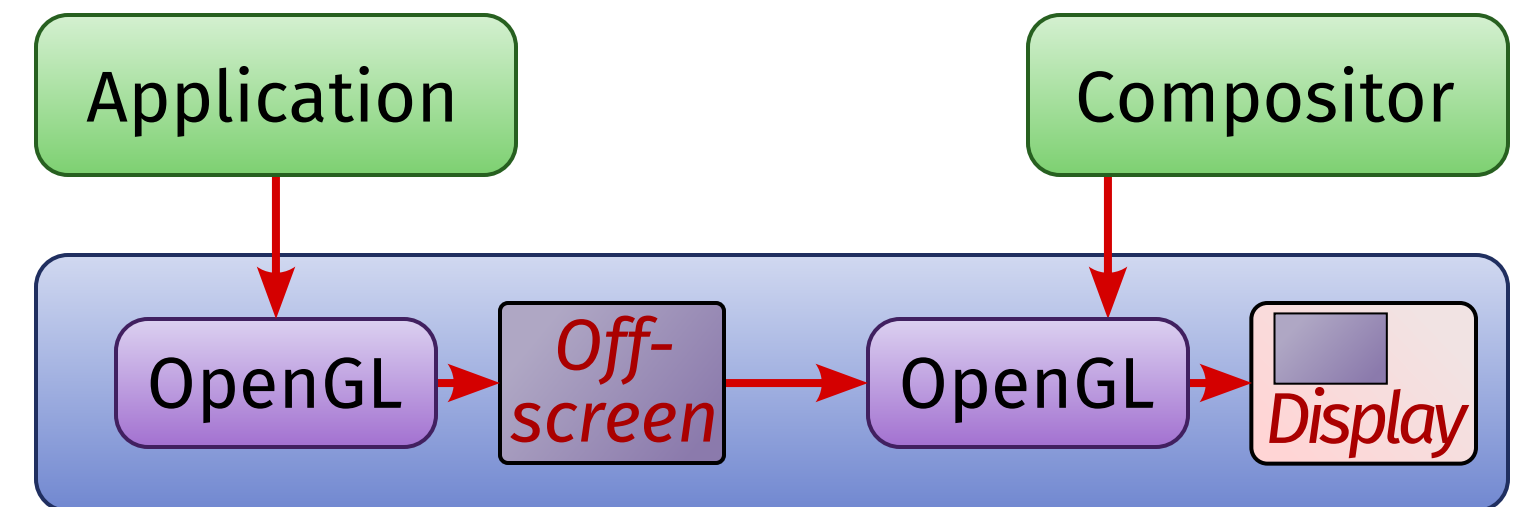 Application
Compositor
OpenGL
Off-
screen
OpenGL
Display